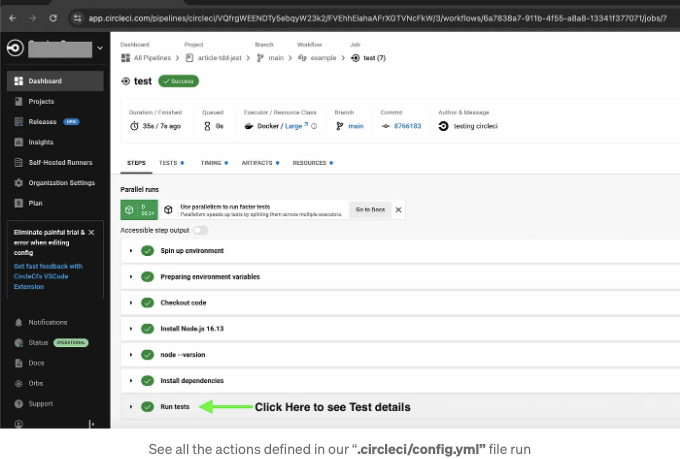 app.circleci.com/pipelines/circleci/VQfrgWEENDTy5ebqyW23k2/FVEhhEiahaAFrXGTVNcFkW/3/workflows/6a7838a7-911b-4f55-a8a8-13341f377071/jobs/7
Dashboard Project Branch Workflow Job
All Pipelines article-tdd-jest main example test (7)
test Success
Dashboard
Projects
Releases NEW
Insights
Self-Hosted Runners
Organization Settings
Plan
Duration / Finished Queued Executor / Resource Class Branch Commit Author & Message
35s / 7s ago 0s Docker / Large main 8766183 testing circleci
STEPS TESTS TIMING ARTIFACTS RESOURCES
Parallel runs
0
00:34
Use parallelism to run faster tests
Parallelism speeds up tests by splitting them across multiple executors.
Go to Docs
Accessible step output
Eliminate painful trial &
error when editing
config
Get fast feedback with
CircleCI's VSCode
Extension
Spin up environment
Preparing environment variables
Checkout code
Install Node.js 16.13
node --version
Install dependencies
Run tests Click Here to see Test details
Notifications
Status OPERATIONAL
Docs
Orbs
Support
See all the actions defined in our “.circleci/config.yml” file run